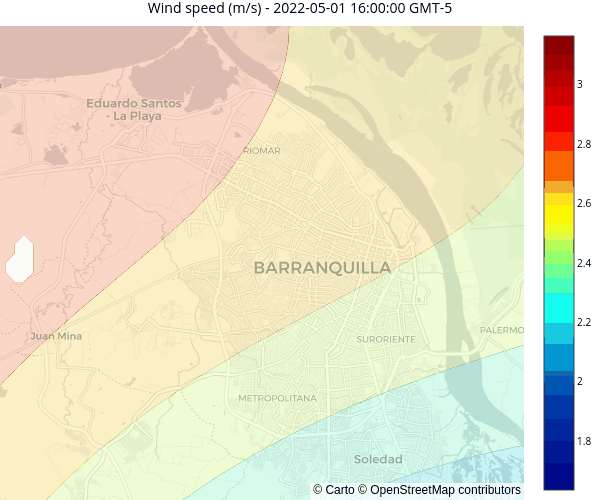 Wind speed (m/s) - 2022-05-01 16:00:00 GMT-5
3
2.8
2.6
2.4
2.2
2
1.8
Eduardo Santos
- La Playa
RIOMAR
BARRANQUILLA
Juan Mina
SURORIENTE
PALERMO
METROPOLITANA
Soledad
© Carto © OpenStreetMap contributors